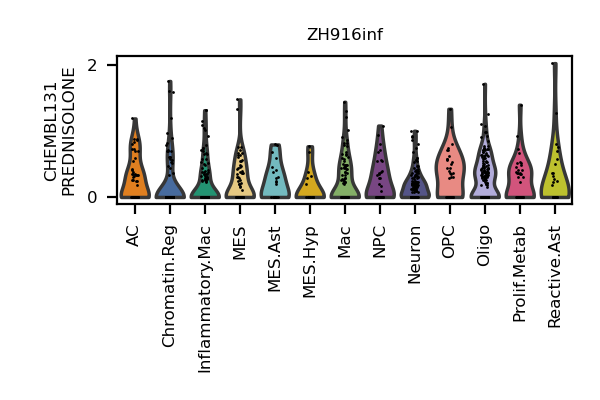 ZH916inf
CHEMBL131
PREDNISOLONE
2
0
AC
Chromatin.Reg
Inflammatory.Mac
MES
MES.Ast
MES.Hyp
Mac
NPC
Neuron
OPC
Oligo
Prolif.Metab
Reactive.Ast